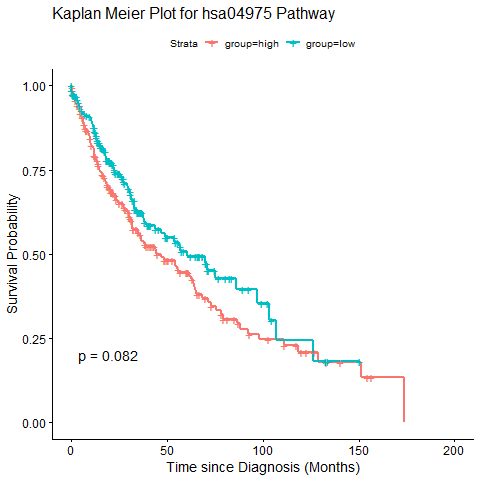 Kaplan Meier Plot for hsa04975 Pathway
Strata group=high group=low
1.00
0.75
0.50
0.25
0.00
Survival Probability
p = 0.082
0 50 100 150 200
Time since Diagnosis (Months)